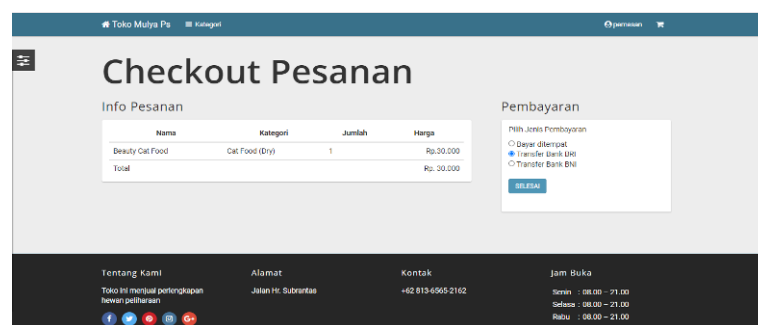 Toko Mulya Ps Kategori pemesan
Checkout Pesanan
Info Pesanan
Nama Kategori Jumlah Harga
Beauty Cat Food Cat Food (Dry) 1 Rp.30.000
Total Rp. 30.000
Pembayaran
Pilih Jenis Pembayaran
Bayar ditempat
Transfer Bank BRI
Transfer Bank BNI
SELESAI
Tentang Kami
Toko ini menjual perlengkapan
hewan peliharaan
Alamat
Jalan Hr. Subrantas
Kontak
+62 813-6565-2162
Jam Buka
Senin : 08.00 – 21.00
Selasa : 08.00 – 21.00
Rabu : 08.00 – 21.00